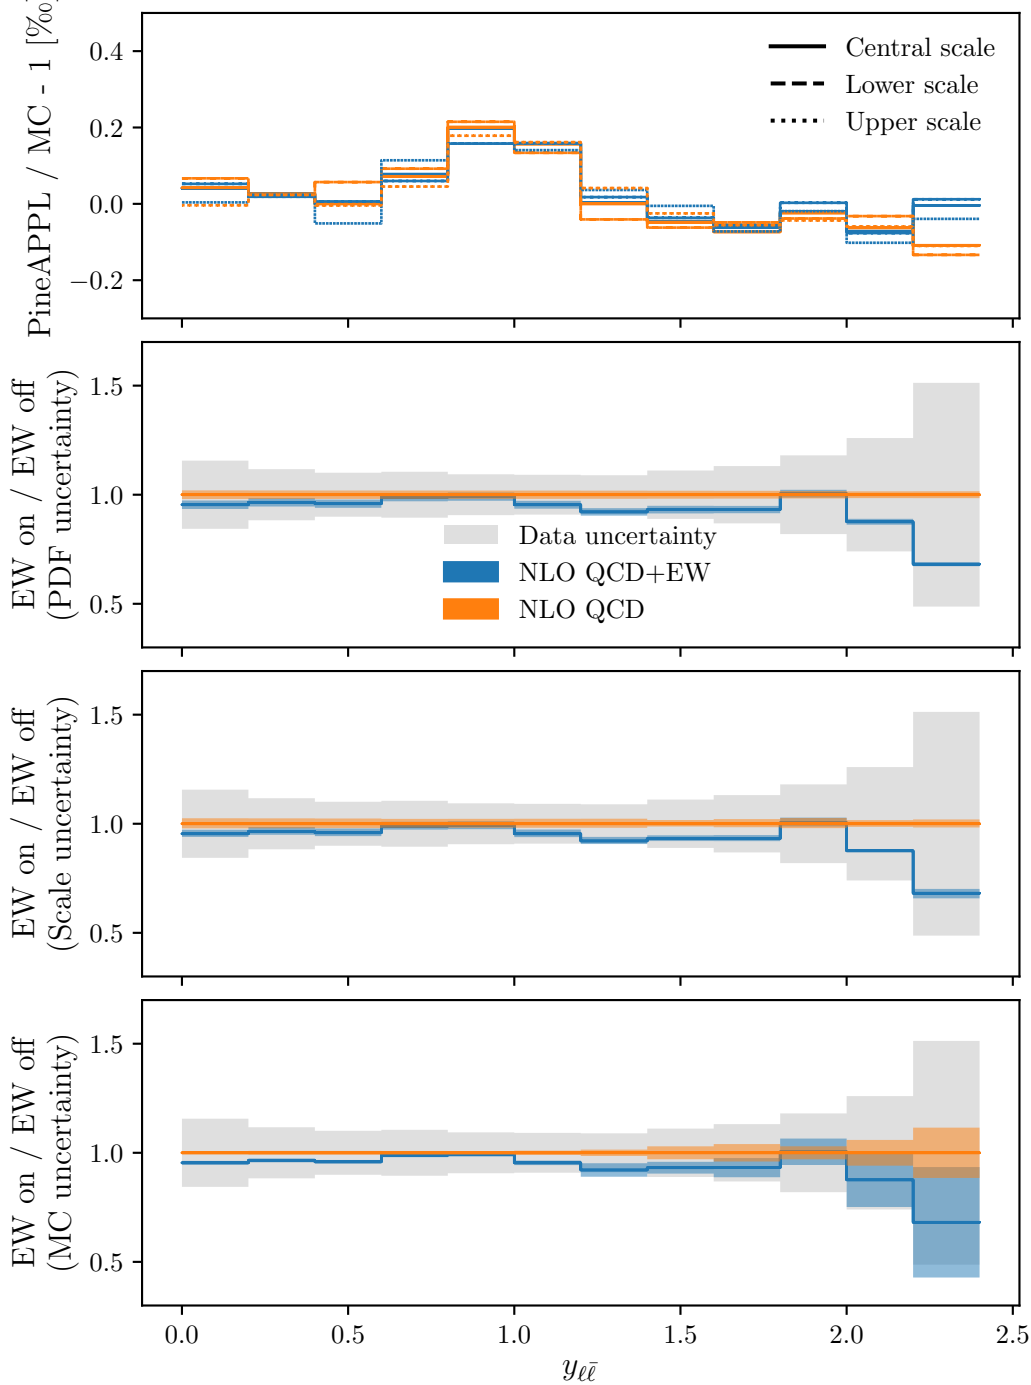 PineAPPL / MC - 1 [‰]
0.4
0.2
0.0
−0.2
Central scale
Lower scale
Upper scale
EW on / EW off
(PDF uncertainty)
1.5
1.0
0.5
Data uncertainty
NLO QCD+EW
NLO QCD
EW on / EW off
(Scale uncertainty)
1.5
1.0
0.5
EW on / EW off
(MC uncertainty)
1.5
1.0
0.5
0.0 0.5 1.0 1.5 2.0 2.5
$y_{\ell\bar{\ell}}$